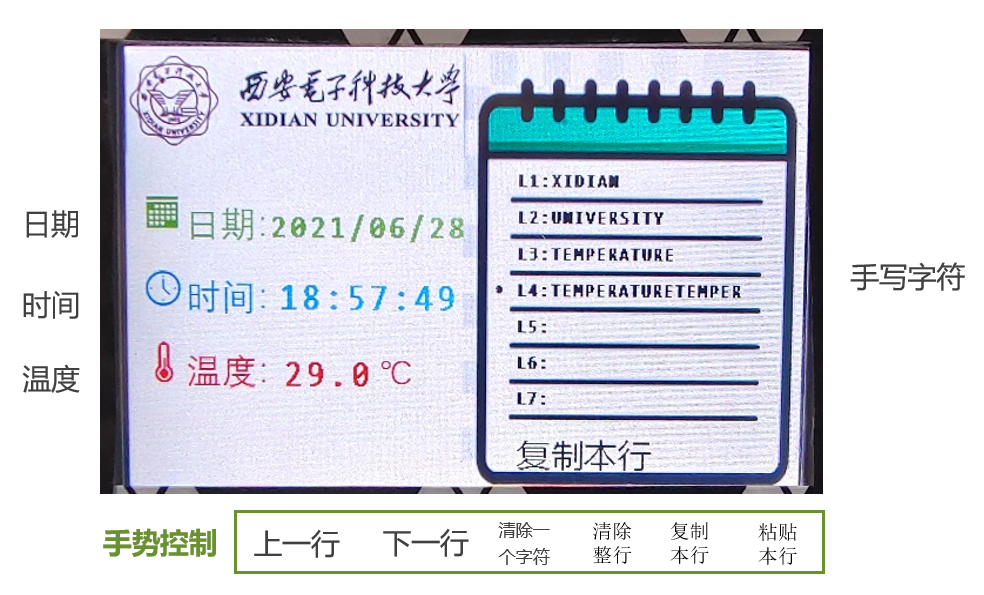 西安电子科技大学
XIDIAN UNIVERSITY
日期
日期:2021/06/28
时间
时间: 18:57:49
温度
温度: 29.0℃
L1:XIDIAN
L2:UNIVERSITY
L3:TEMPERATURE
L4:TEMPERATURETEMPER
L5:
L6:
L7:
复制本行
手写字符
手势控制
上一行
下一行
清除一
个字符
清除
整行
复制
本行
粘贴
本行